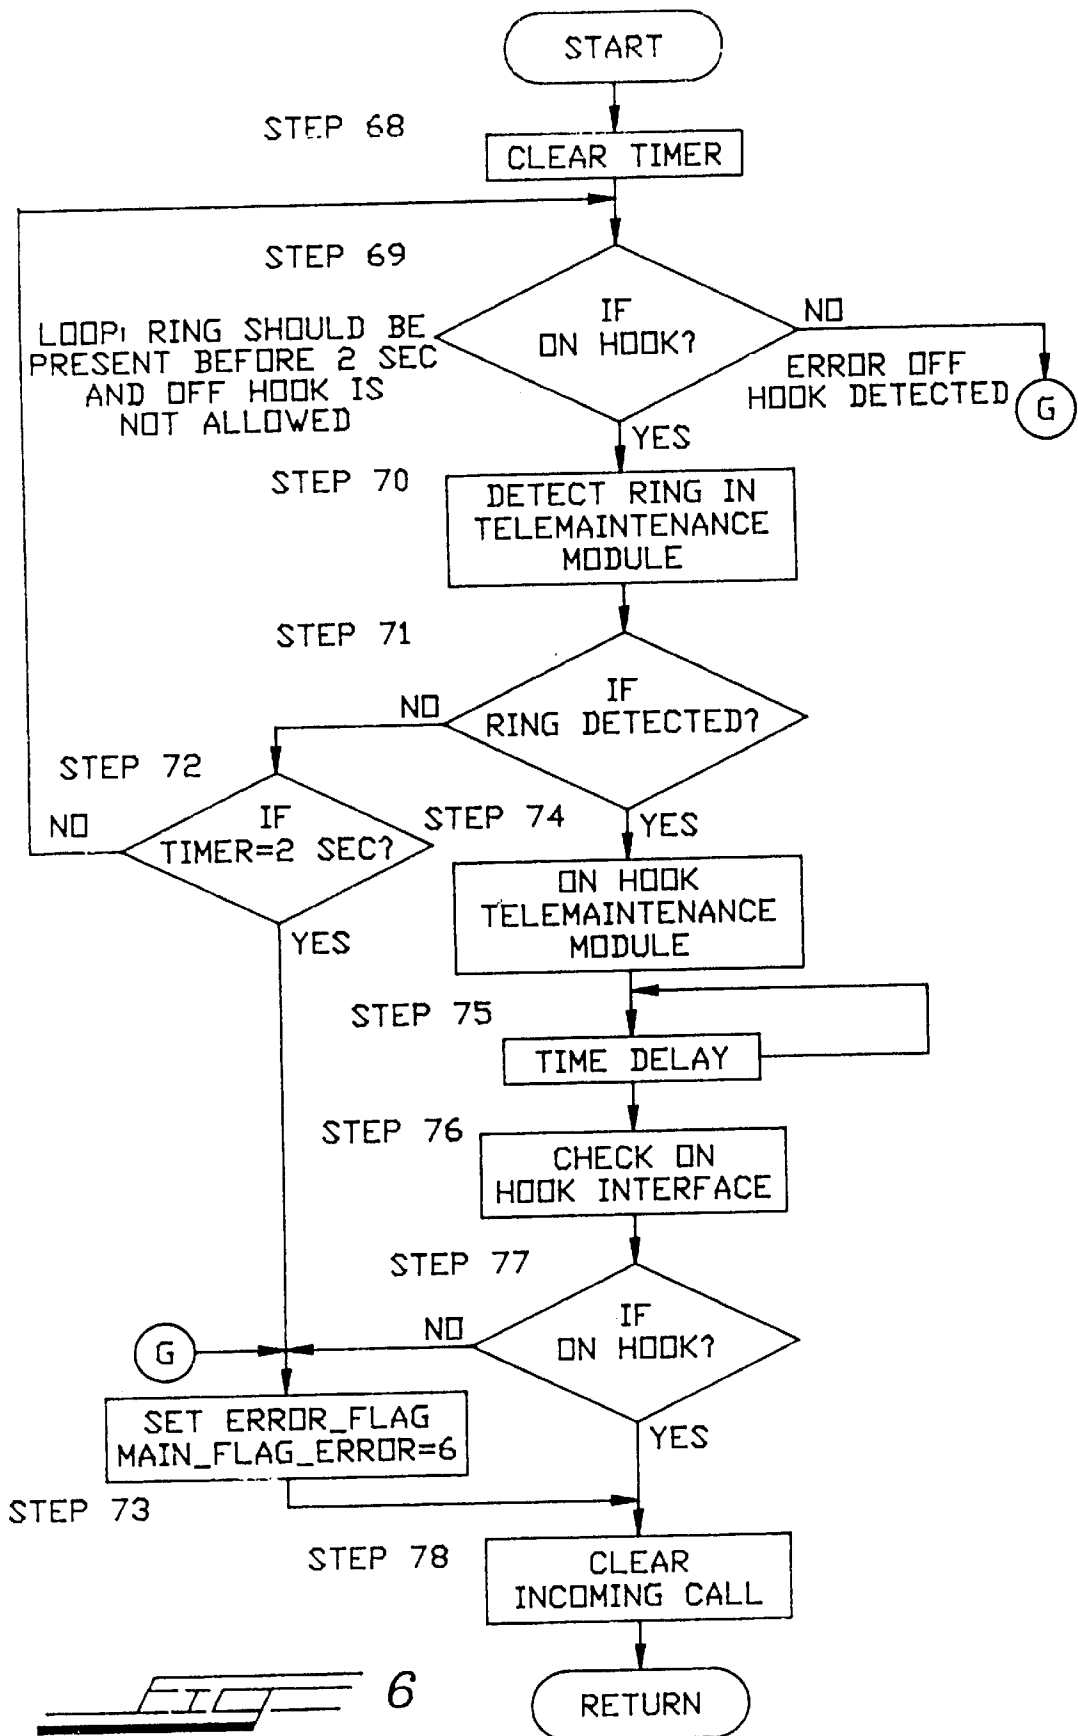 START
STEP 68
CLEAR TIMER
STEP 69
IF
ON HOOK?
NO
LOOP: RING SHOULD BE
PRESENT BEFORE 2 SEC
AND OFF HOOK IS
NOT ALLOWED
ERROR OFF
HOOK DETECTED
G
YES
STEP 70
DETECT RING IN
TELEMAINTENANCE
MODULE
STEP 71
IF
RING DETECTED?
NO
STEP 72
IF
TIMER=2 SEC?
NO
YES
STEP 74
YES
ON HOOK
TELEMAINTENANCE
MODULE
STEP 75
TIME DELAY
STEP 76
CHECK ON
HOOK INTERFACE
STEP 77
IF
ON HOOK?
NO
G
YES
SET ERROR_FLAG
MAIN_FLAG_ERROR=6
STEP 73
STEP 78
CLEAR
INCOMING CALL
RETURN
FIG 6